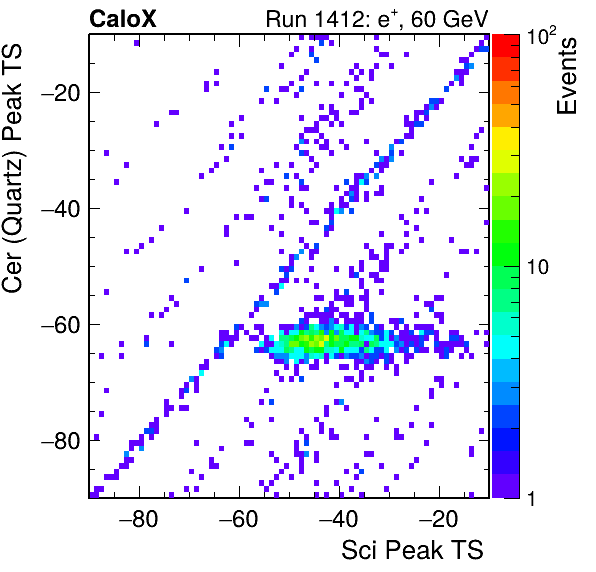 CaloX Run 1412: e⁺, 60 GeV
Cer (Quartz) Peak TS
−20
−40
−60
−80
−80 −60 −40 −20
Sci Peak TS
10²
10
1
Events